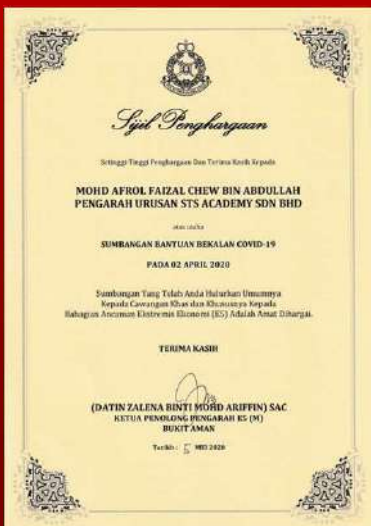 Sijil Penghargaan
Setinggi-Tinggi Penghargaan Dan Terima Kasih Kepada
MOHD AFROL FAIZAL CHEW BIN ABDULLAH
PENGARAH URUSAN STS ACADEMY SDN BHD
atas usaha
SUMBANGAN BANTUAN BEKALAN COVID-19
PADA 02 APRIL 2020
Sumbangan Yang Telah Anda Hulurkan Umumnya
Kepada Cawangan Khas dan Khususnya Kepada
Bahagian Ancaman Ekstremis Ekonomi (E5) Adalah Amat Dihargai.
TERIMA KASIH
(DATIN ZALENA BINTI MOHD ARIFFIN) SAC
KETUA PENOLONG PENGARAH E5 (M)
BUKIT AMAN
Tarikh : 5 MEI 2020